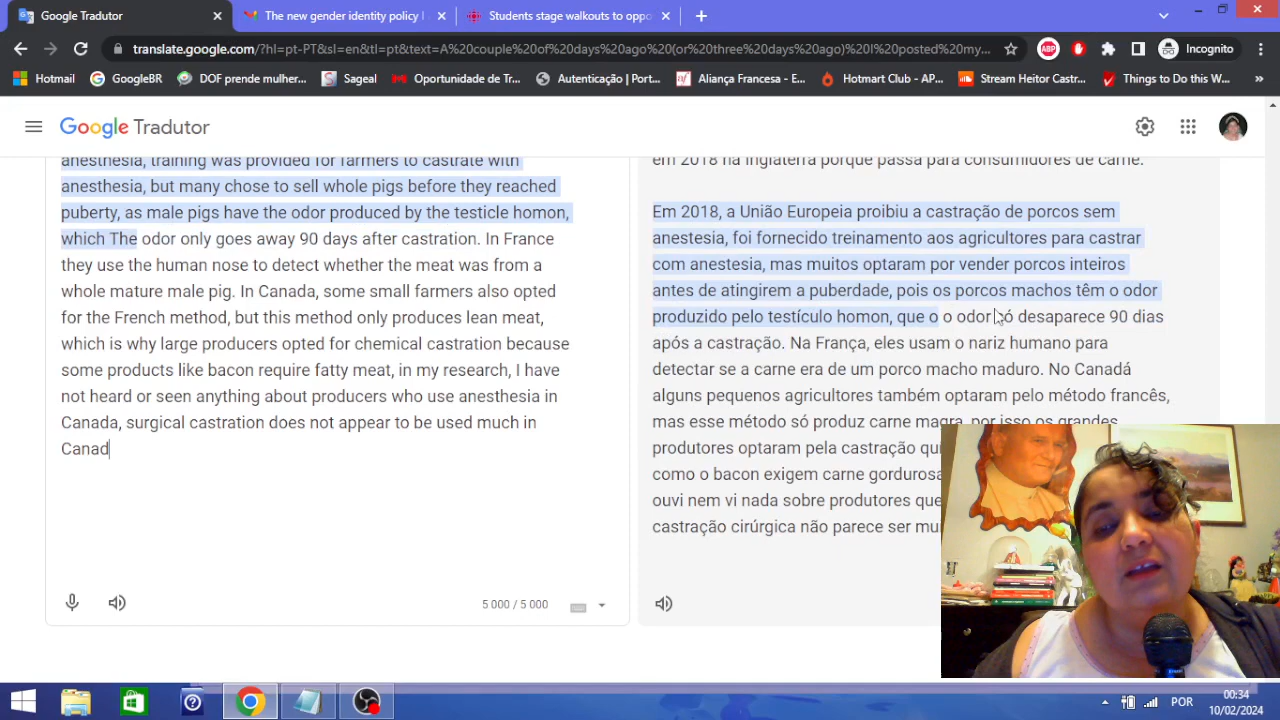 Google Tradutor
The new gender identity policy i
Students stage walkouts to oppo
translate.google.com/?hl=pt-PT&sl=en&tl=pt&text=A%20couple%20of%20days%20ago%20(or%20three%20days%20ago)%20I%20posted%20my...
ABP
Incognito
Hotmail
GoogleBR
DOF prende mulher...
Sageal
Oportunidade de Tr...
Autenticação | Port...
Aliança Francesa - E...
Hotmart Club - AP...
Stream Heitor Castr...
Things to Do this W...
Google Tradutor
anesthesia, training was provided for farmers to castrate with
anesthesia, but many chose to sell whole pigs before they reached
puberty, as male pigs have the odor produced by the testicle homon,
which The odor only goes away 90 days after castration. In France
they use the human nose to detect whether the meat was from a
whole mature male pig. In Canada, some small farmers also opted
for the French method, but this method only produces lean meat,
which is why large producers opted for chemical castration because
some products like bacon require fatty meat, in my research, I have
not heard or seen anything about producers who use anesthesia in
Canada, surgical castration does not appear to be used much in
Canad
5 000 / 5 000
em 2018 na Inglaterra porque passa para consumidores de carne.
Em 2018, a União Europeia proibiu a castração de porcos sem
anestesia, foi fornecido treinamento aos agricultores para castrar
com anestesia, mas muitos optaram por vender porcos inteiros
antes de atingirem a puberdade, pois os porcos machos têm o odor
produzido pelo testículo homon, que o o odor só desaparece 90 dias
após a castração. Na França, eles usam o nariz humano para
detectar se a carne era de um porco macho maduro. No Canadá
alguns pequenos agricultores também optaram pelo método francês,
mas esse método só produz carne magra, por isso os grandes
produtores optaram pela castração
como o bacon exigem carne gordurosa
ouvi nem vi nada sobre produtores que
castração cirúrgica não parece ser
POR
00:34
10/02/2024